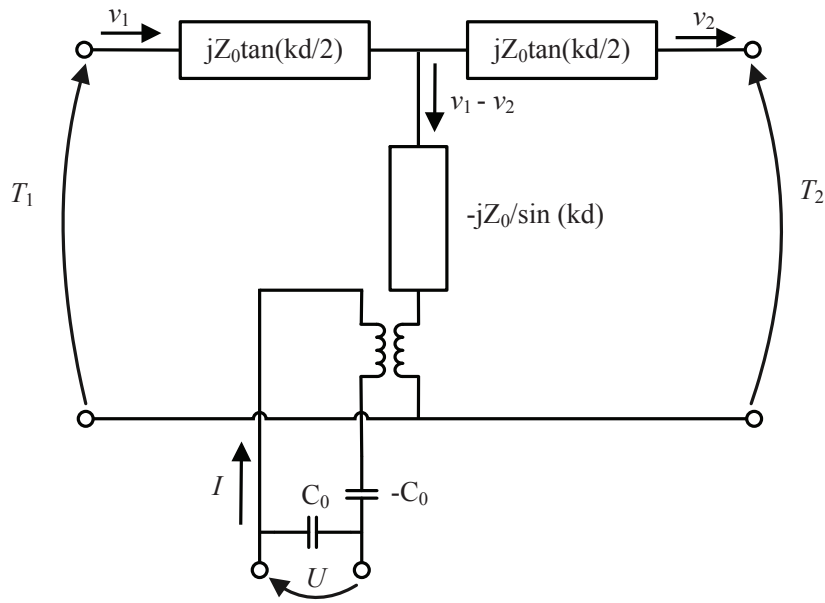 v₁
v₂
jZ₀tan(kd/2)
jZ₀tan(kd/2)
v₁ - v₂
T₁
T₂
-jZ₀/sin (kd)
I
C₀
-C₀
U